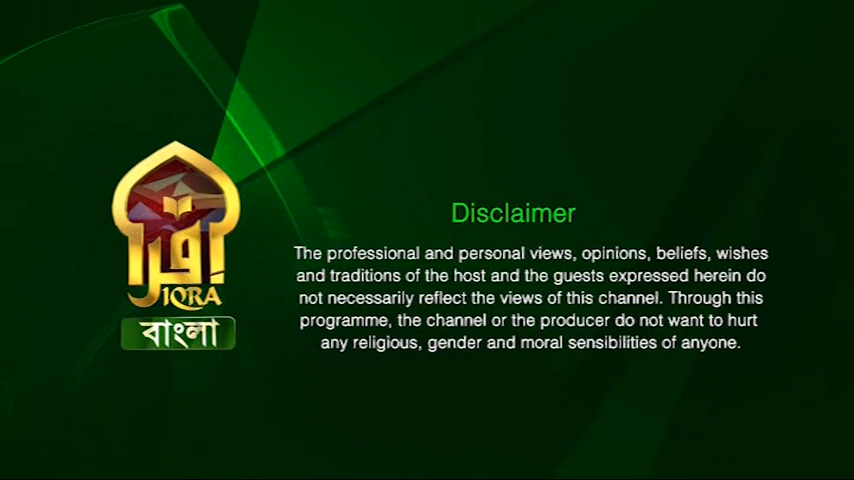 اقرأ
IQRA
বাংলা
Disclaimer
The professional and personal views, opinions, beliefs, wishes
and traditions of the host and the guests expressed herein do
not necessarily reflect the views of this channel. Through this
programme, the channel or the producer do not want to hurt
any religious, gender and moral sensibilities of anyone.